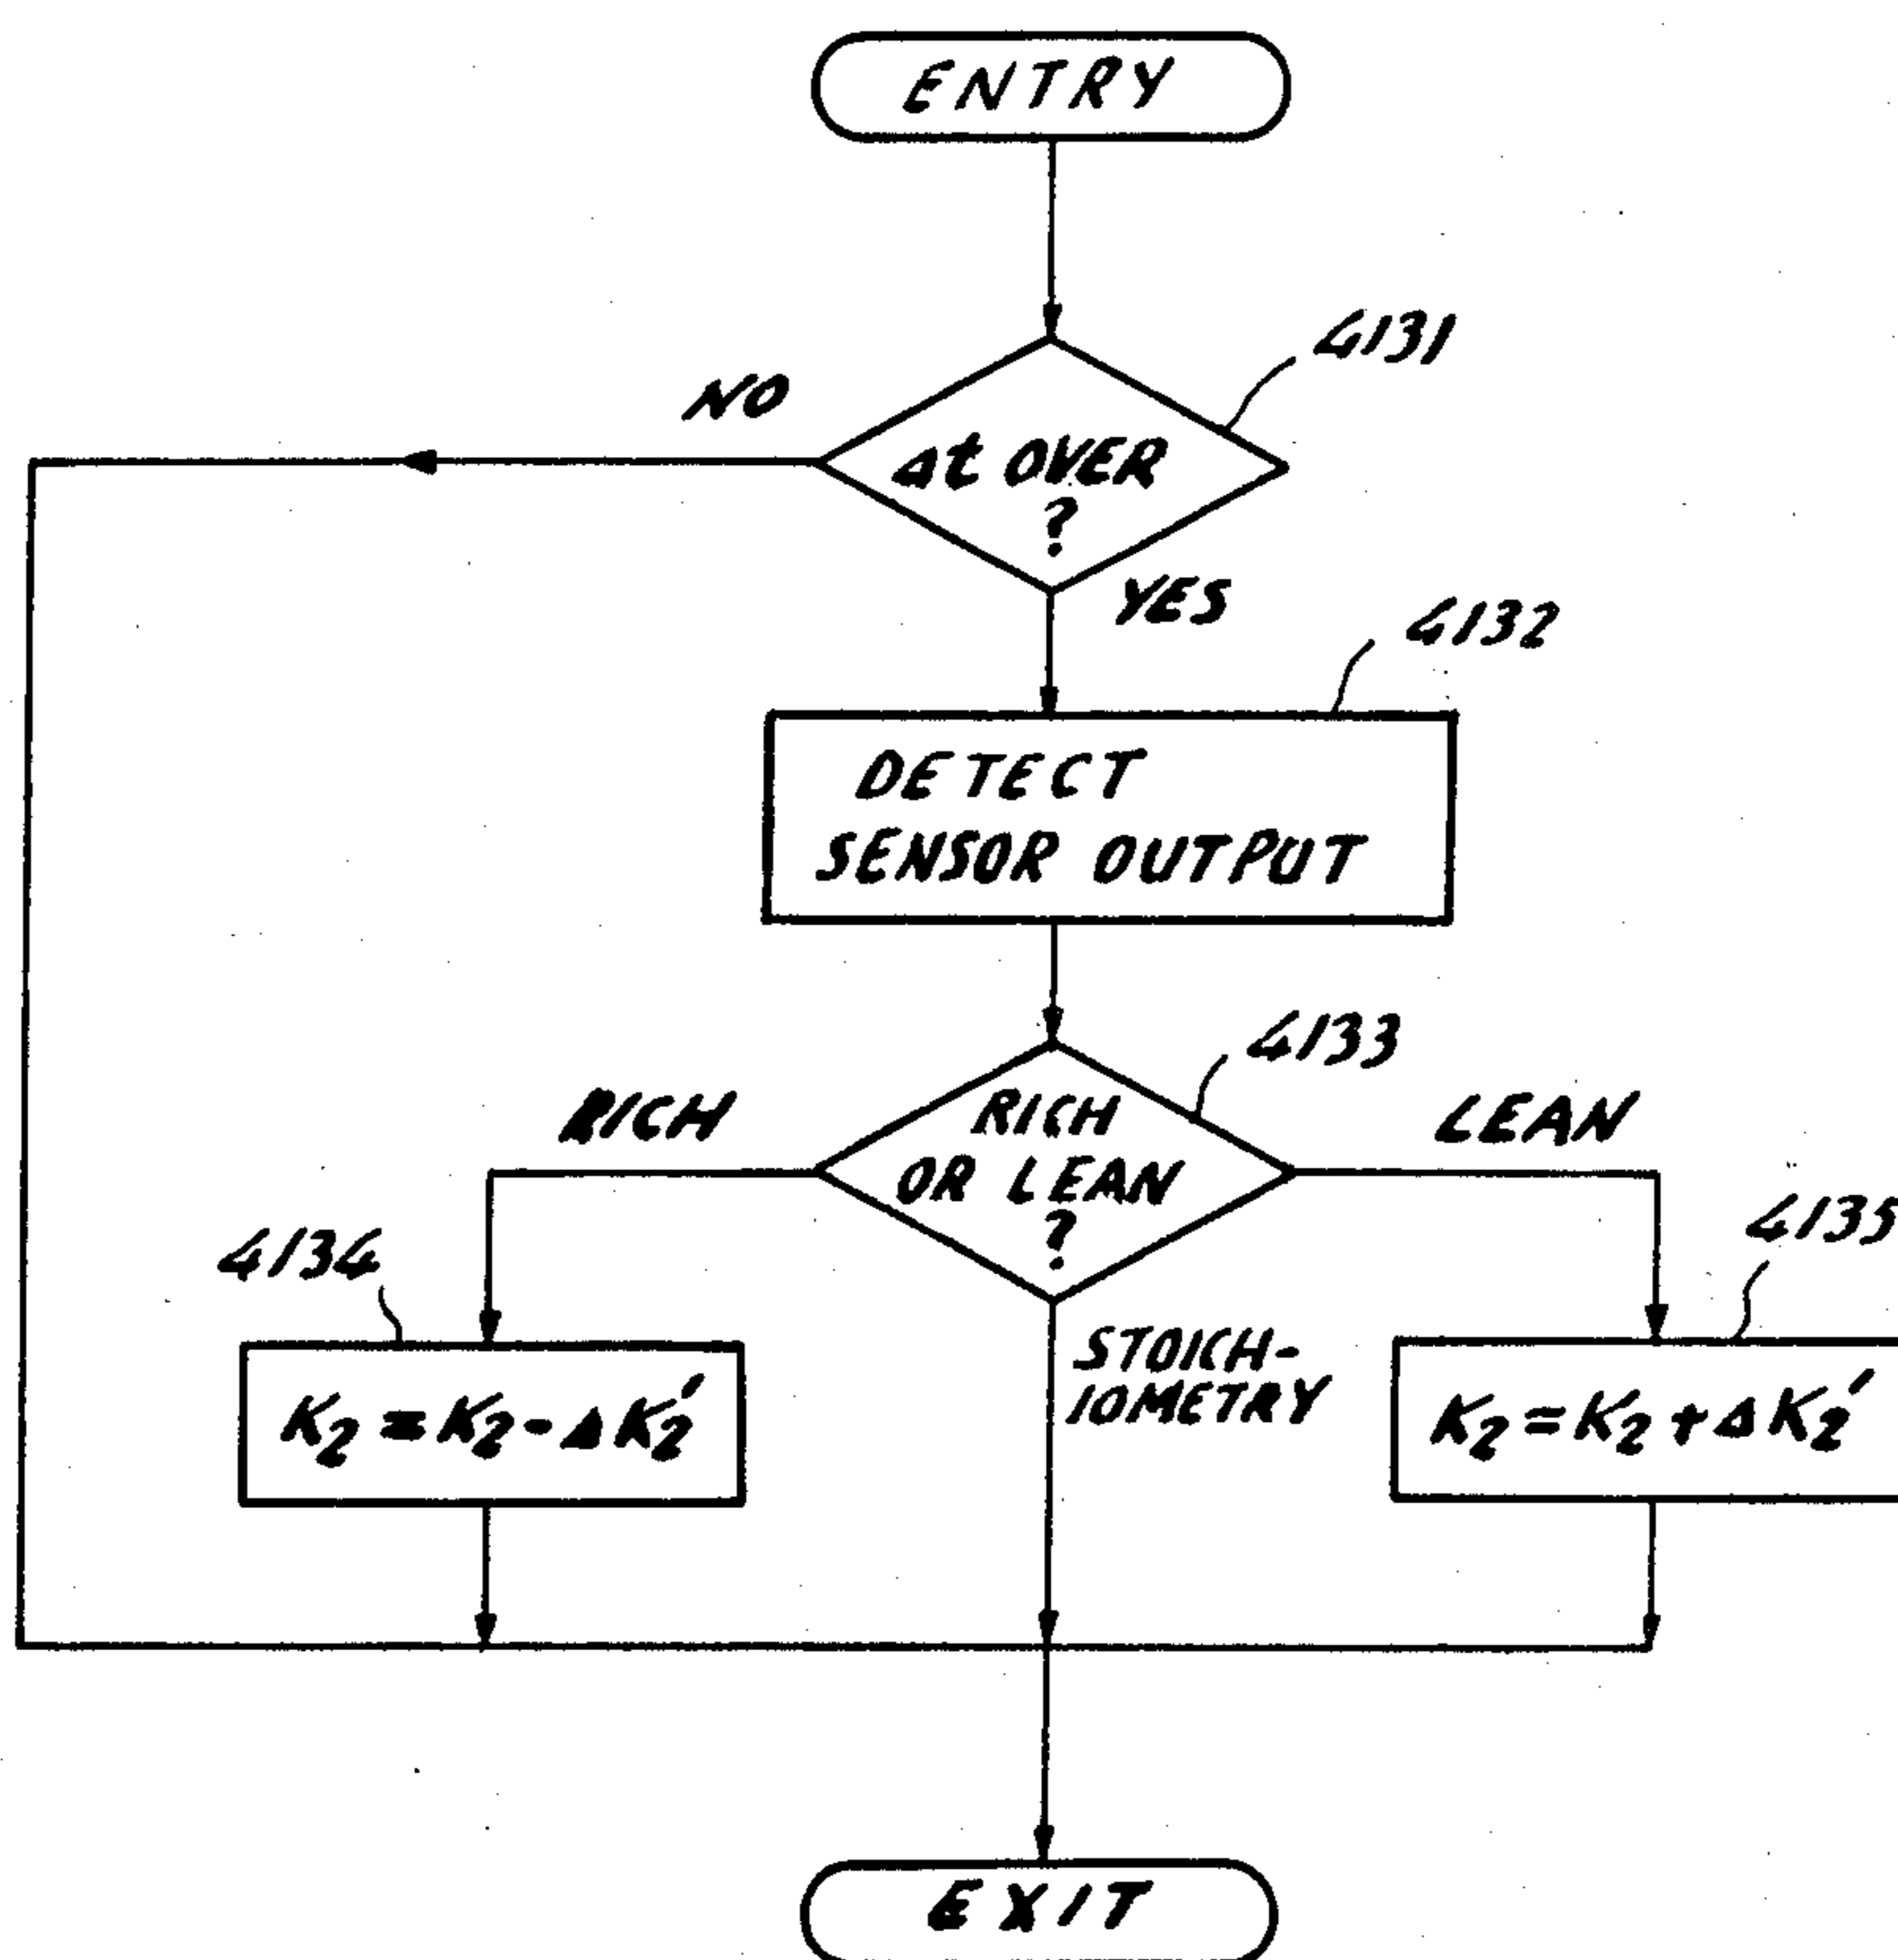 ENTRY
4131
NO
Δt OVER
?
YES
4132
DETECT
SENSOR OUTPUT
4133
RICH
RICH
OR LEAN
?
LEAN
4134
4135
STOICH-
IOMETRY
K2=K2-ΔK2'
K2=K2+ΔK2'
EXIT